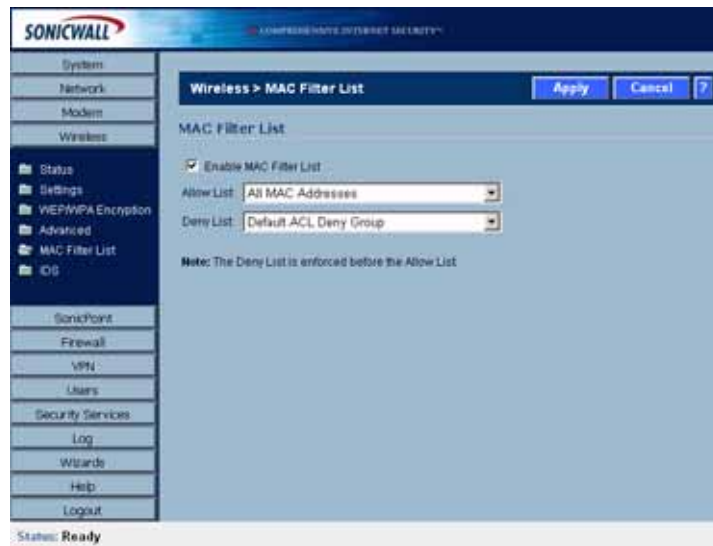 SONICWALL
COMPREHENSIVE INTERNET SECURITY™
System
Network
Modem
Wireless
Status
Settings
WEP/WPA Encryption
Advanced
MAC Filter List
IDS
SonicPoint
Firewall
VPN
Users
Security Services
Log
Wizards
Help
Logout
Wireless > MAC Filter List
Apply
Cancel
?
MAC Filter List
Enable MAC Filter List
Allow List: All MAC Addresses
Deny List: Default ACL Deny Group
Note: The Deny List is enforced before the Allow List
Status: Ready